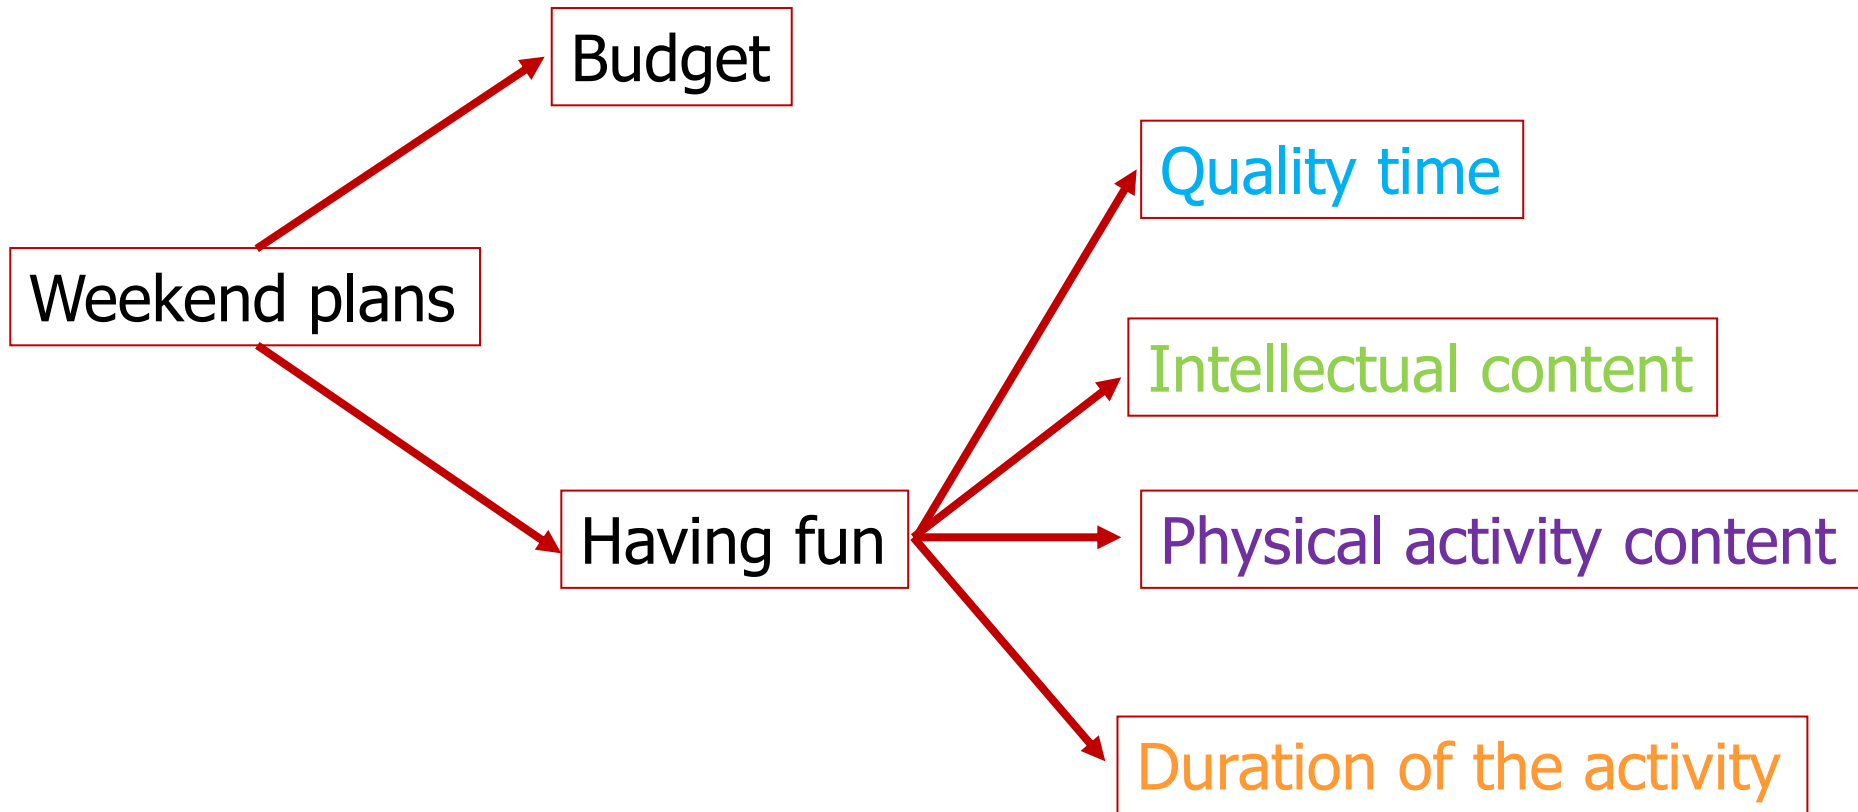 Budget
Quality time
Weekend plans
Intellectual content
Having fun
Physical activity content
Duration of the activity